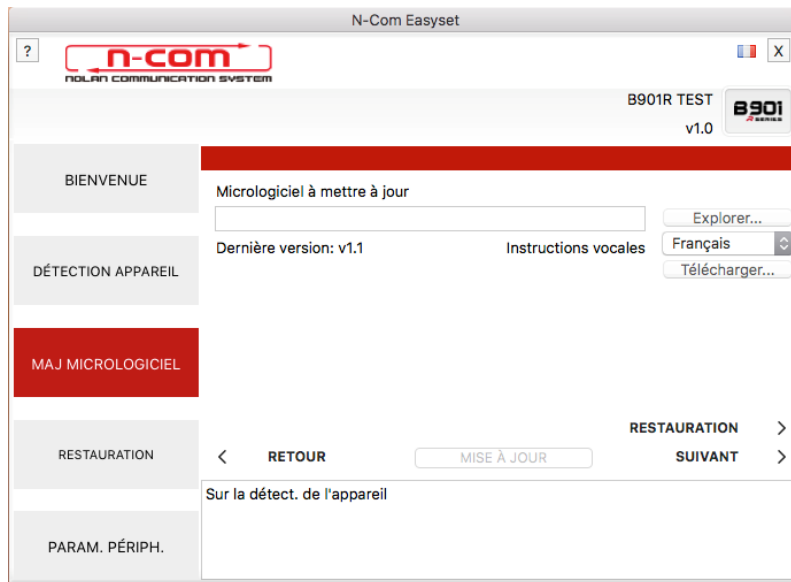 N-Com Easyset
?
n-com
NOLAN COMMUNICATION SYSTEM
X
B901R TEST
v1.0
B901
R SERIES
BIENVENUE
DÉTECTION APPAREIL
MAJ MICROLOGICIEL
RESTAURATION
PARAM. PÉRIPH.
Micrologiciel à mettre à jour
Explorer...
Dernière version: v1.1 Instructions vocales Français
Télécharger...
RESTAURATION >
< RETOUR MISE À JOUR SUIVANT >
Sur la détect. de l'appareil